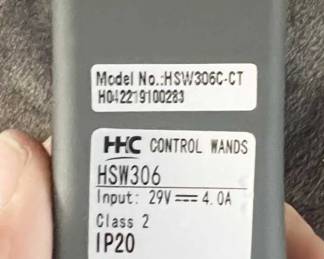 Model No.:HSW306C-CT
H042219100283
HHC CONTROL WANDS
HSW306
Input: 29V⎓4.0A
Class 2
IP20